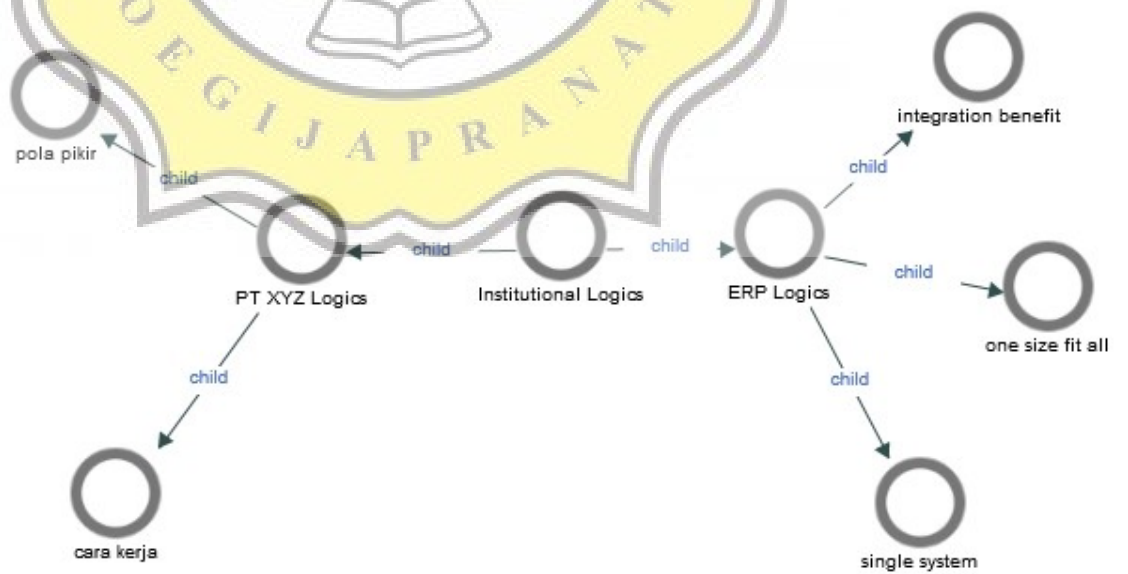 OEGIJAPRANAT
integration benefit
pola pikir
child
child
PT XYZ Logics
child
Institutional Logics
child
ERP Logics
child
one size fit all
child
child
cara kerja
single system